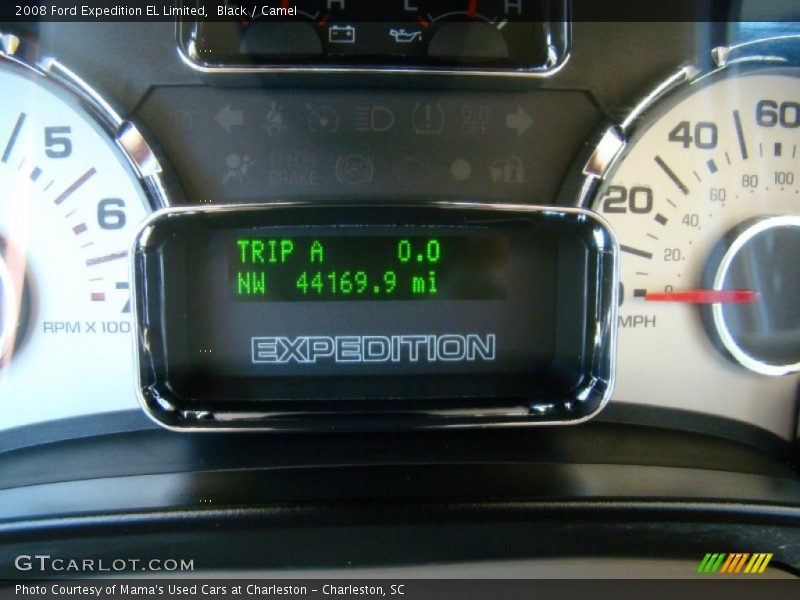 2008 Ford Expedition EL Limited, Black / Camel
H L H
O/D OFF
BRAKE
5 6 7
RPM X 1000
TRIP A 0.0
NW 44169.9 mi
EXPEDITION
0 20 40 60
0 20 40 60 80 100
MPH
GTCARLOT.COM
Photo Courtesy of Mama's Used Cars at Charleston - Charleston, SC